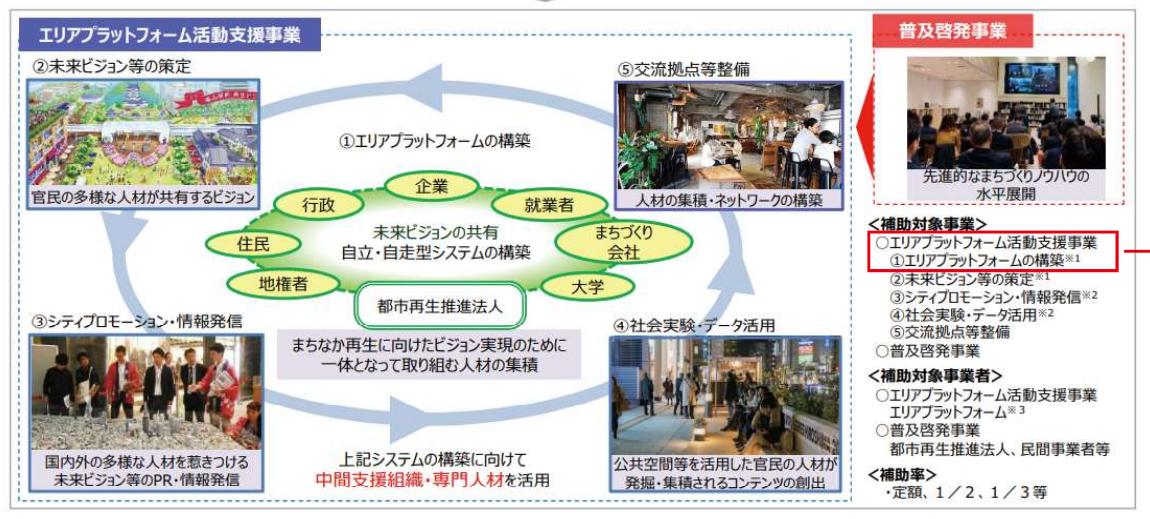 エリアプラットフォーム活動支援事業
②未来ビジョン等の策定
官民の多様な人材が共有するビジョン
①エリアプラットフォームの構築
⑤交流拠点等整備
人材の集積・ネットワークの構築
企業
行政
就業者
住民
まちづくり
会社
地権者
大学
未来ビジョンの共有
自立・自走型システムの構築
都市再生推進法人
まちなか再生に向けたビジョン実現のために
一体となって取り組む人材の集積
③シティプロモーション・情報発信
国内外の多様な人材を惹きつける
未来ビジョン等のPR・情報発信
④社会実験・データ活用
公共空間等を活用した官民の人材が
発掘・集積されるコンテンツの創出
上記システムの構築に向けて
中間支援組織・専門人材を活用
普及啓発事業
先進的なまちづくりノウハウの
水平展開
<補助対象事業>
○エリアプラットフォーム活動支援事業
①エリアプラットフォームの構築※1
②未来ビジョン等の策定※1
③シティプロモーション・情報発信※2
④社会実験・データ活用※2
⑤交流拠点等整備
○普及啓発事業
<補助対象事業者>
○エリアプラットフォーム活動支援事業
エリアプラットフォーム※3
○普及啓発事業
都市再生推進法人、民間事業者等
<補助率>
・定額、1/2、1/3等